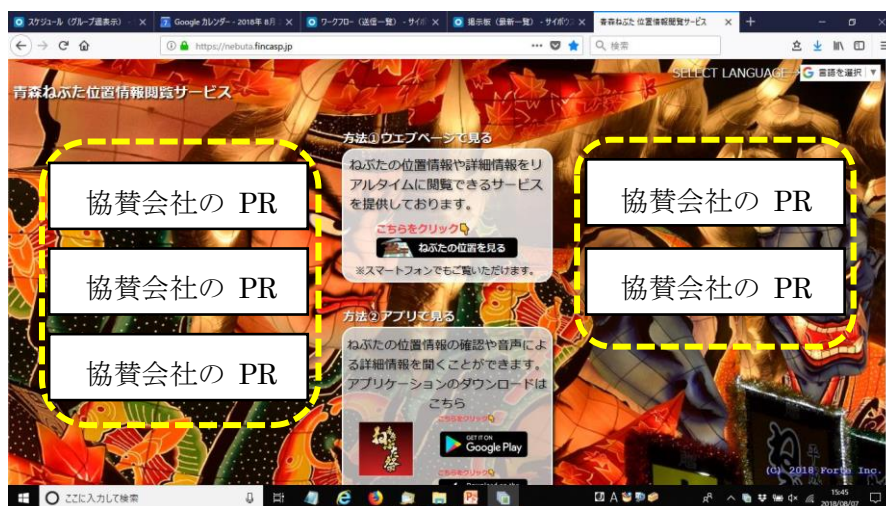 スケジュール（グループ週表示）
Google カレンダー - 2018年 8月
ワークフロー（送信一覧）- サイボ
掲示板（最新一覧）- サイボウズ
青森ねぶた 位置情報閲覧サービス
https://nebuta.fincasp.jp
検索
SELECT LANGUAGE
言語を選択
青森ねぶた位置情報閲覧サービス
方法①ウェブページで見る
ねぶたの位置情報や詳細情報をリ
アルタイムに閲覧できるサービス
を提供しております。
こちらをクリック
ねぶたの位置を見る
※スマートフォンでもご覧いただけます。
方法②アプリで見る
ねぶたの位置情報の確認や音声によ
る詳細情報を聞くことができます。
アプリケーションのダウンロードは
こちら
こちらをクリック
GET IT ON
Google Play
こちらをクリック
協賛会社の PR
協賛会社の PR
協賛会社の PR
協賛会社の PR
協賛会社の PR
(C) 2018 Forte Inc.
ここに入力して検索
15:45
2018/08/07